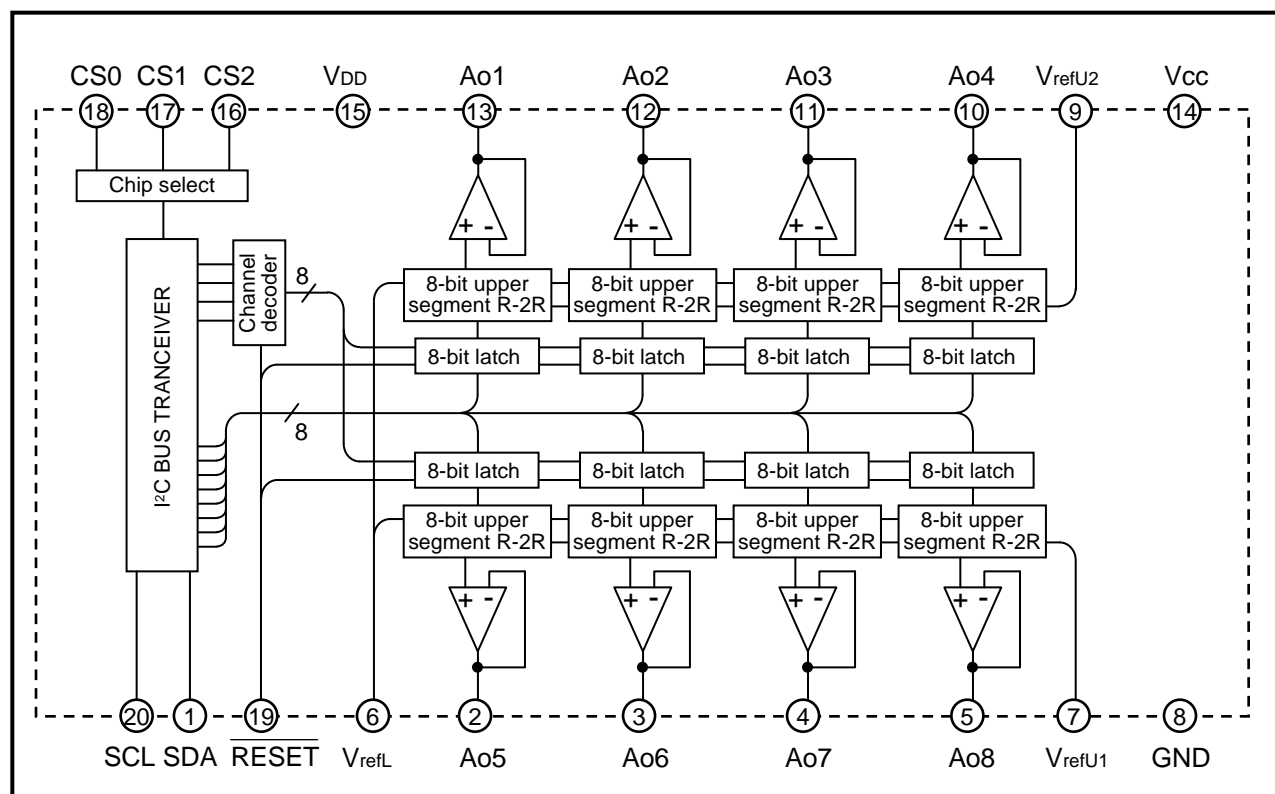 CS0 CS1 CS2 VDD Ao1 Ao2 Ao3 Ao4 VrefU2 Vcc
18 17 16 15 13 12 11 10 9 14
Chip select
+ - + - + - + -
I²C BUS TRANCEIVER
Channel
decoder
8
8-bit upper
segment R-2R
8-bit upper
segment R-2R
8-bit upper
segment R-2R
8-bit upper
segment R-2R
8-bit latch 8-bit latch 8-bit latch 8-bit latch
8
8-bit latch 8-bit latch 8-bit latch 8-bit latch
8-bit upper
segment R-2R
8-bit upper
segment R-2R
8-bit upper
segment R-2R
8-bit upper
segment R-2R
+ - + - + - + -
20 1 19 6 2 3 4 5 7 8
SCL SDA RESET VrefL Ao5 Ao6 Ao7 Ao8 VrefU1 GND